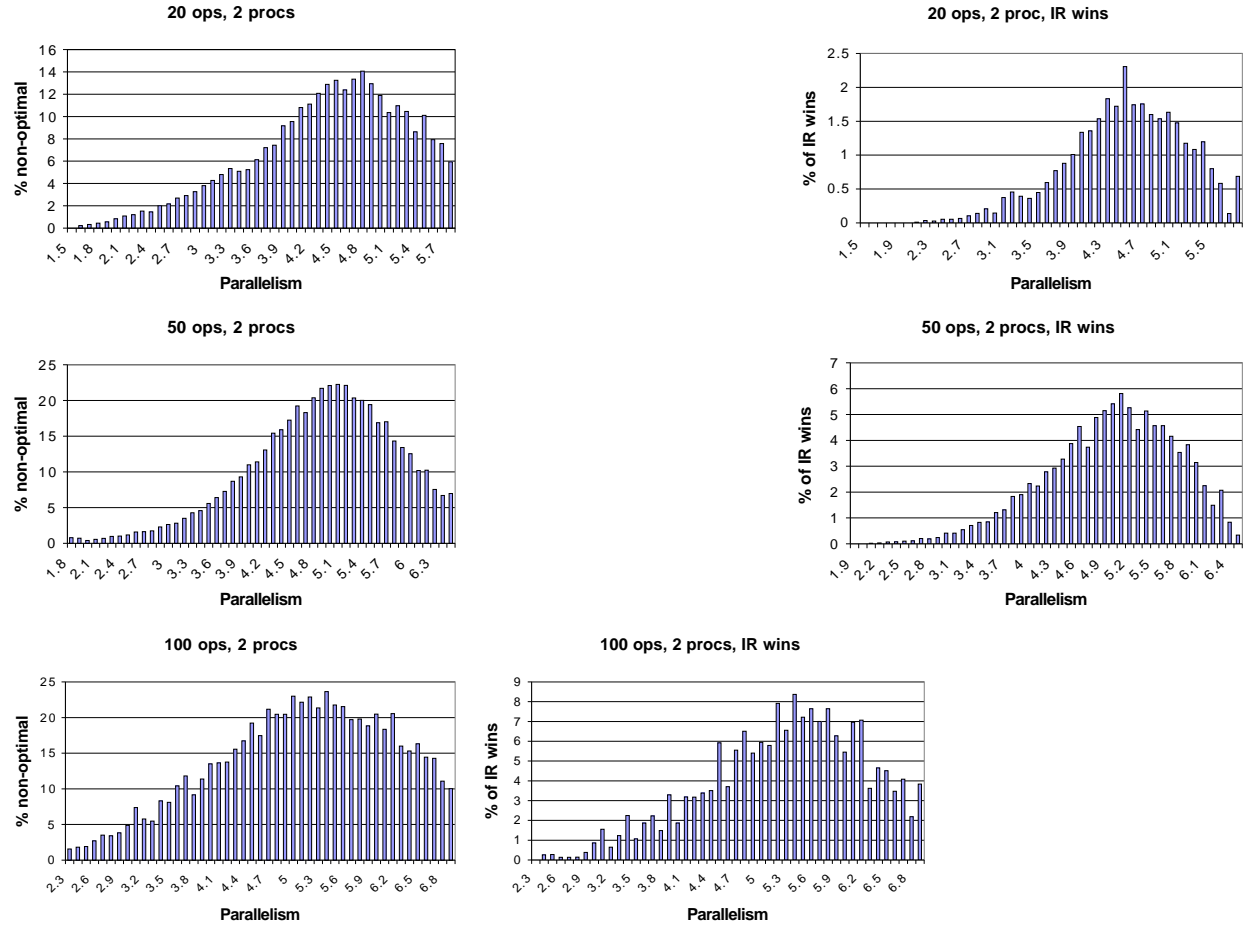 20 ops, 2 procs
% non-optimal
16
14
12
10
8
6
4
2
0
1.5 1.8 2.1 2.4 2.7 3 3.3 3.6 3.9 4.2 4.5 4.8 5.1 5.4 5.7
Parallelism
20 ops, 2 proc, IR wins
% of IR wins
2.5
2
1.5
1
0.5
0
1.5 1.9 2.3 2.7 3.1 3.5 3.9 4.3 4.7 5.1 5.5
Parallelism
50 ops, 2 procs
% non-optimal
25
20
15
10
5
0
1.8 2.1 2.4 2.7 3 3.3 3.6 3.9 4.2 4.5 4.8 5.1 5.4 5.7 6 6.3
Parallelism
50 ops, 2 procs, IR wins
% of IR wins
7
6
5
4
3
2
1
0
1.9 2.2 2.5 2.8 3.1 3.4 3.7 4 4.3 4.6 4.9 5.2 5.5 5.8 6.1 6.4
Parallelism
100 ops, 2 procs
% non-optimal
25
20
15
10
5
0
2.3 2.6 2.9 3.2 3.5 3.8 4.1 4.4 4.7 5 5.3 5.6 5.9 6.2 6.5 6.8
Parallelism
100 ops, 2 procs, IR wins
% of IR wins
9
8
7
6
5
4
3
2
1
0
2.3 2.6 2.9 3.2 3.5 3.8 4.1 4.4 4.7 5 5.3 5.6 5.9 6.2 6.5 6.8
Parallelism